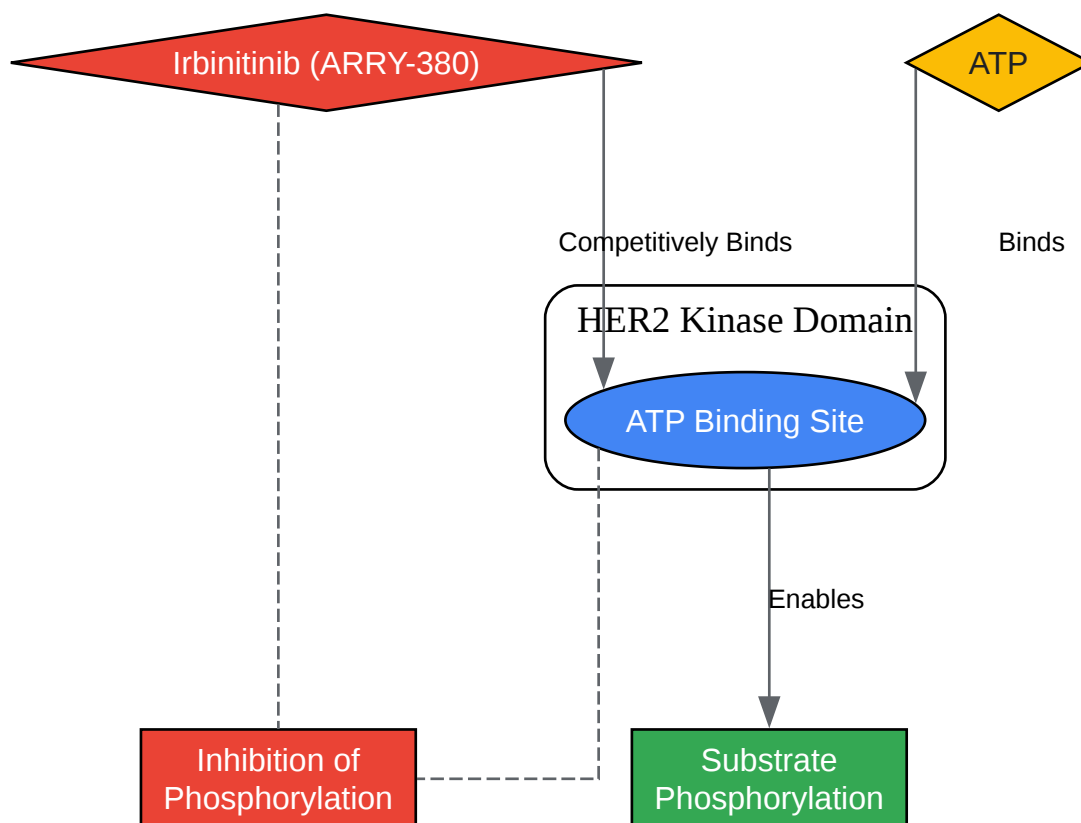 Irbinitinib (ARRY-380)
ATP
Competitively Binds
Binds
HER2 Kinase Domain
ATP Binding Site
Enables
Inhibition of
Phosphorylation
Substrate
Phosphorylation